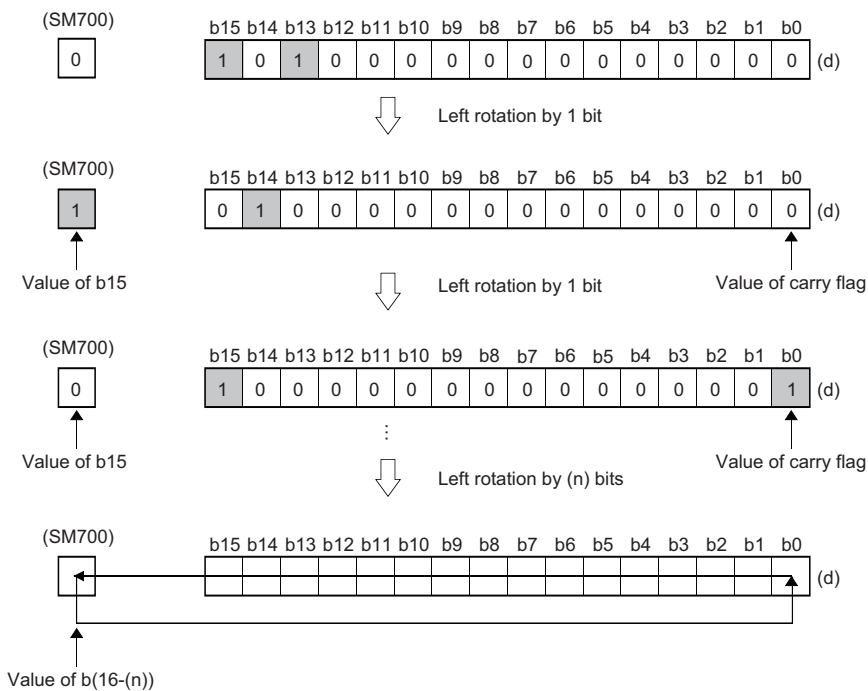 (SM700)
b15 b14 b13 b12 b11 b10 b9 b8 b7 b6 b5 b4 b3 b2 b1 b0
0 1 0 1 0 0 0 0 0 0 0 0 0 0 0 0 0 (d)
Left rotation by 1 bit
(SM700)
b15 b14 b13 b12 b11 b10 b9 b8 b7 b6 b5 b4 b3 b2 b1 b0
1 0 1 0 0 0 0 0 0 0 0 0 0 0 0 0 0 (d)
Value of b15 Value of carry flag
Left rotation by 1 bit
(SM700)
b15 b14 b13 b12 b11 b10 b9 b8 b7 b6 b5 b4 b3 b2 b1 b0
0 1 0 0 0 0 0 0 0 0 0 0 0 0 0 0 1 (d)
Value of b15 Value of carry flag
⋮
Left rotation by (n) bits
(SM700)
b15 b14 b13 b12 b11 b10 b9 b8 b7 b6 b5 b4 b3 b2 b1 b0
(d)
Value of b(16-(n))